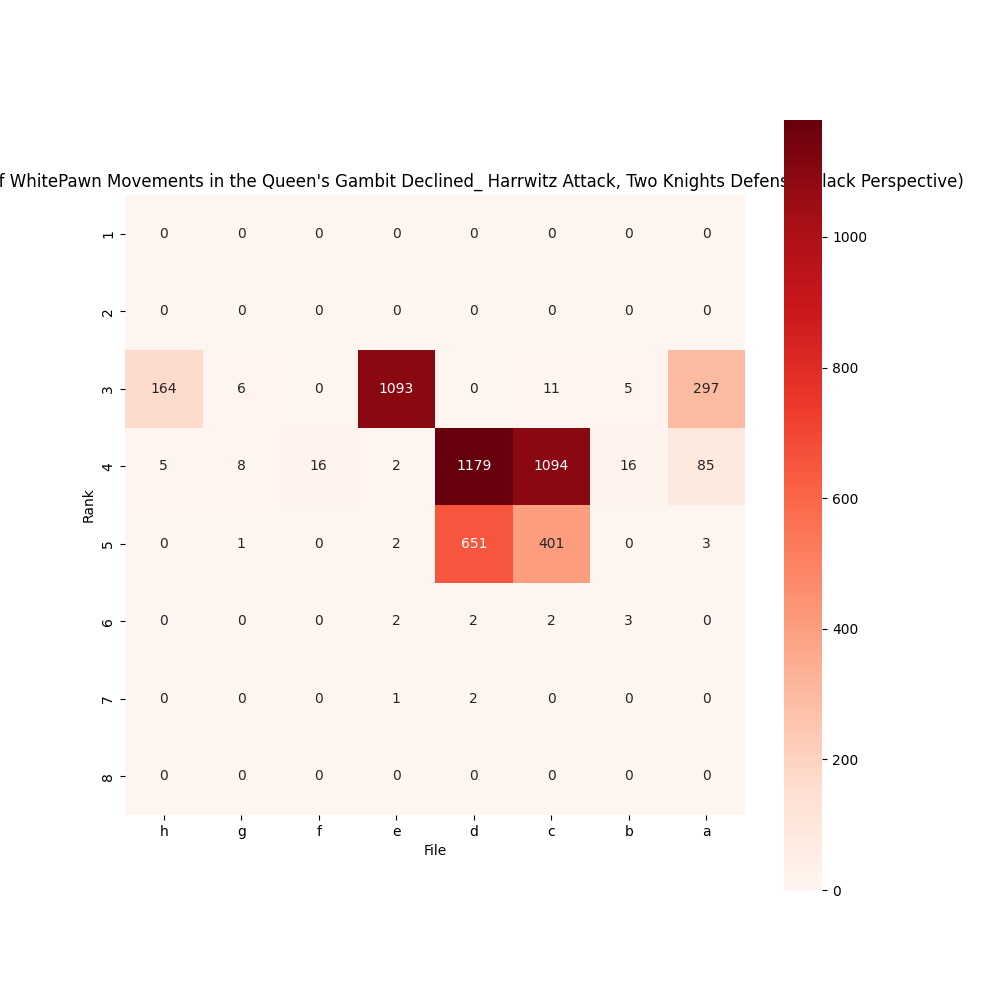 f WhitePawn Movements in the Queen's Gambit Declined_ Harrwitz Attack, Two Knights Defens lack Perspective)
1 0 0 0 0 0 0 0 0
2 0 0 0 0 0 0 0 0
3 164 6 0 1093 0 11 5 297
4 5 8 16 2 1179 1094 16 85
5 0 1 0 2 651 401 0 3
6 0 0 0 2 2 2 3 0
7 0 0 0 1 2 0 0 0
8 0 0 0 0 0 0 0 0
Rank
h g f e d c b a
File
1000
800
600
400
200
0